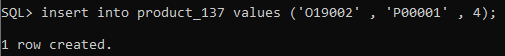 SQL> insert into product_137 values ('O19002' , 'P00001' , 4);
1 row created.